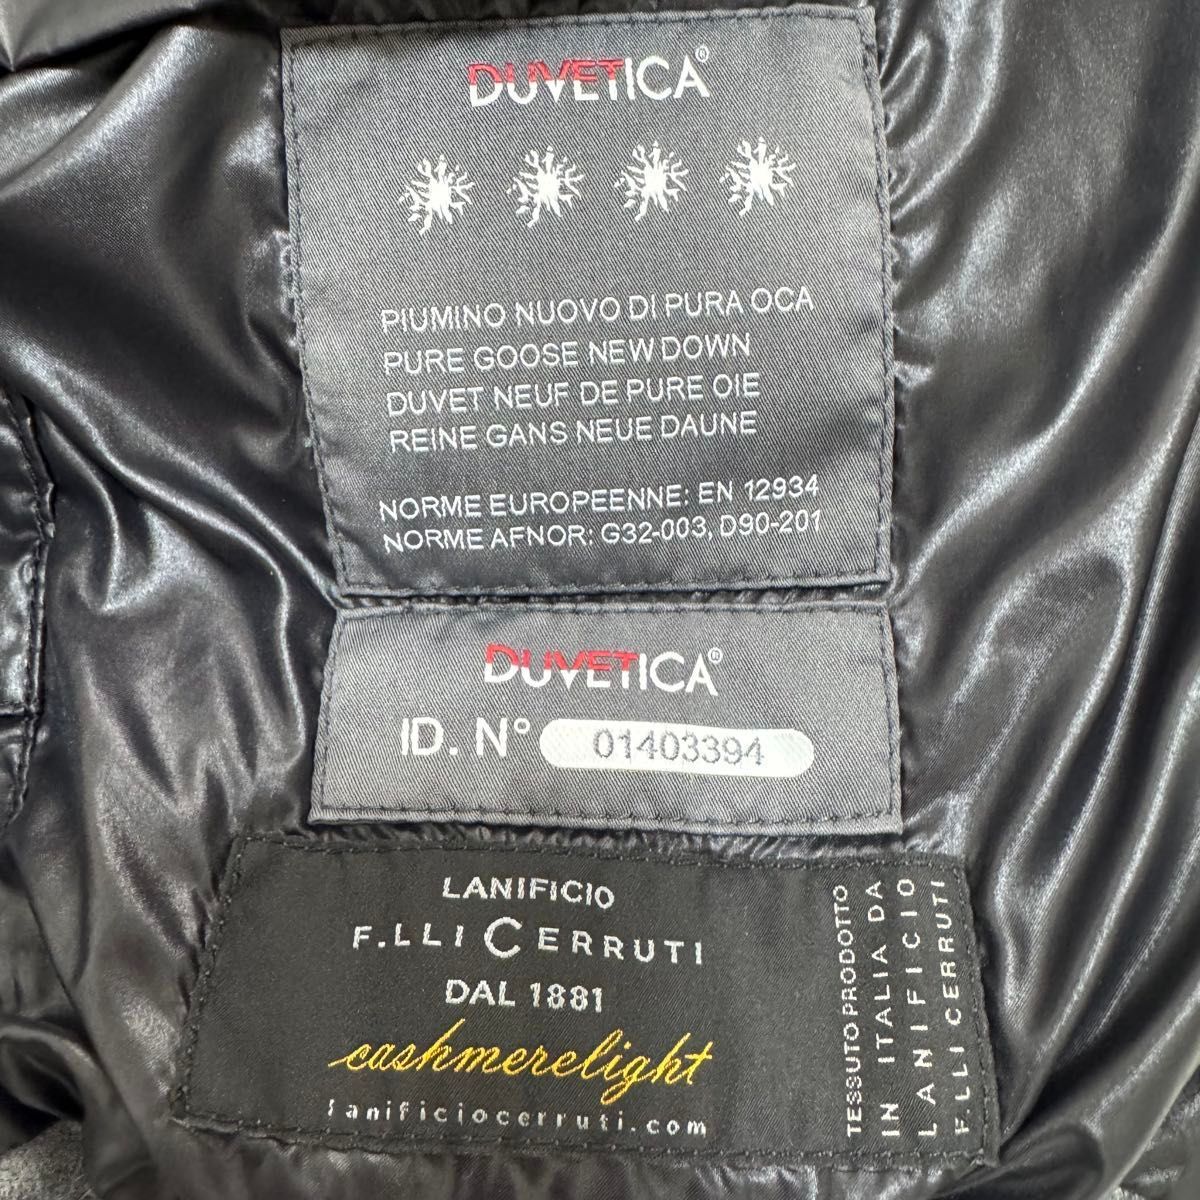 DUVETICA®
PIUMINO NUOVO DI PURA OCA
PURE GOOSE NEW DOWN
DUVET NEUF DE PURE OIE
REINE GANS NEUE DAUNE
NORME EUROPEENNE: EN 12934
NORME AFNOR: G32-003, D90-201
DUVETICA®
ID. N° 01403394
LANIFICIO
F.LLI CERRUTI
DAL 1881
cashmerelight
lanificiocerruti.com
TESSUTO PRODOTTO
IN ITALIA DA
LANIFICIO
F.LLI CERRUTI